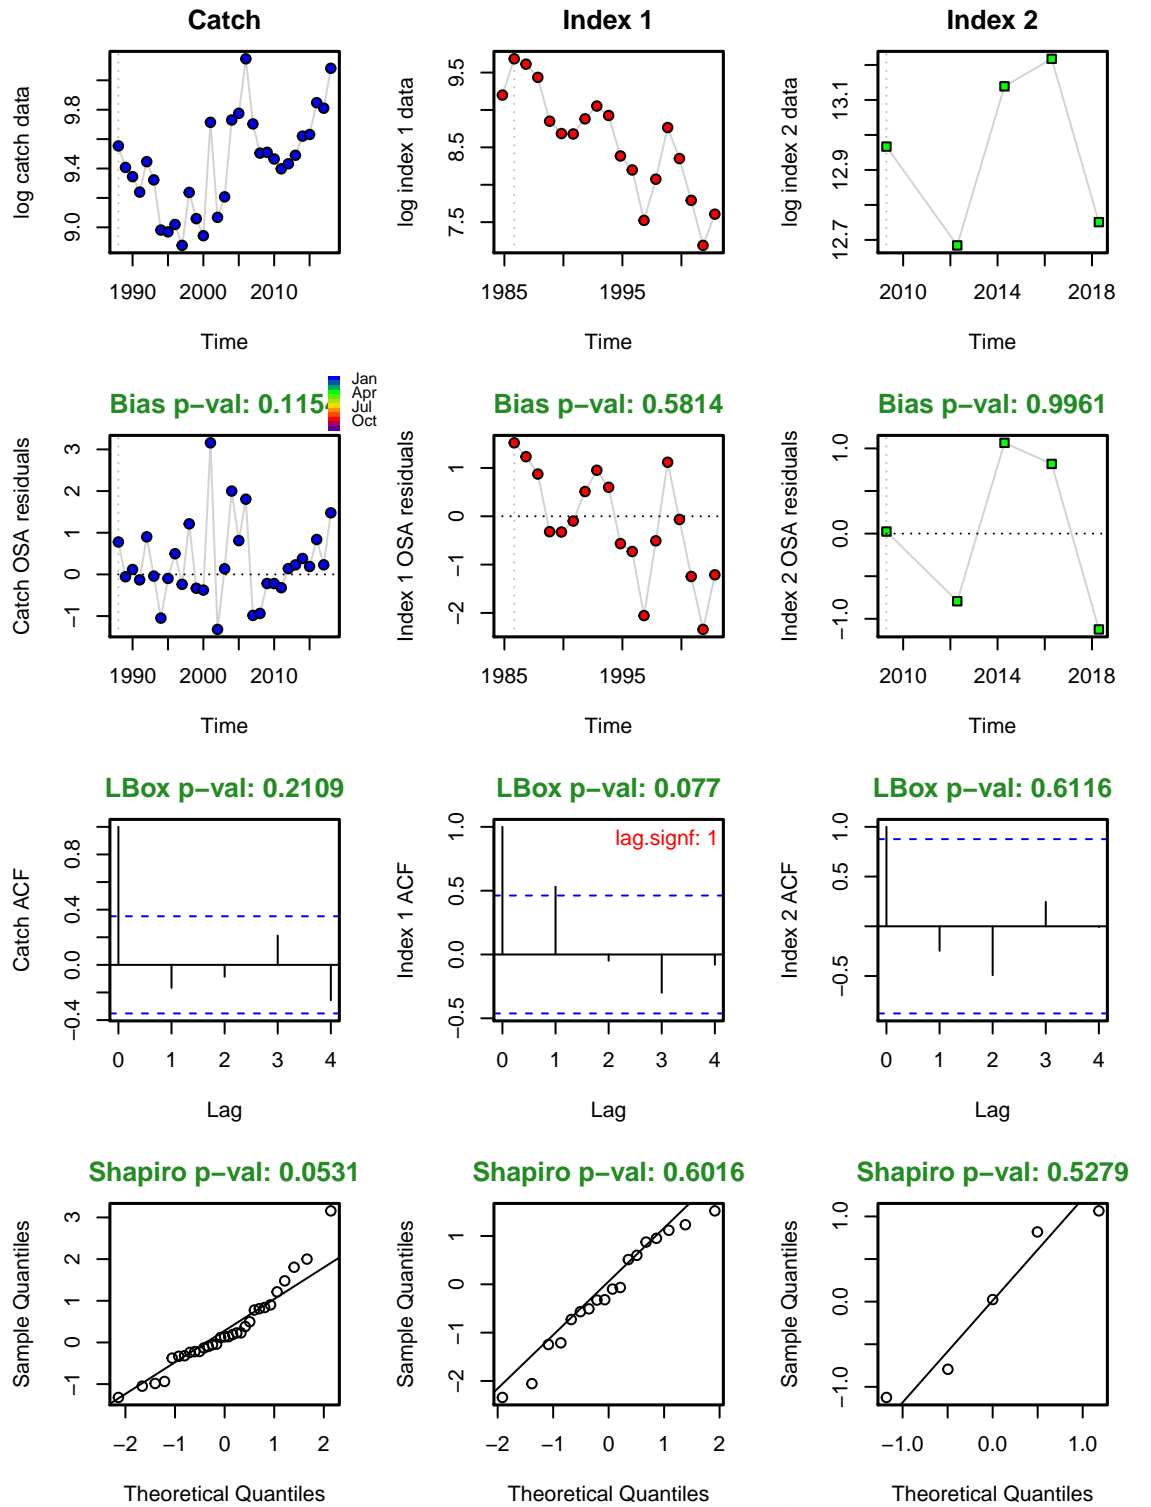 Catch Index 1 Index 2
log catch data
9.0 9.4 9.8
1990 2000 2010
Time
log index 1 data
7.5 8.5 9.5
1985 1995
Time
log index 2 data
12.7 12.9 13.1
2010 2014 2018
Time
Jan
Apr
Jul
Oct
Bias p−val: 0.1154
Catch OSA residuals
−1 0 1 2 3
1990 2000 2010
Time
Bias p−val: 0.5814
Index 1 OSA residuals
−2 −1 0 1
1985 1995
Time
Bias p−val: 0.9961
Index 2 OSA residuals
−1.0 0.0 1.0
2010 2014 2018
Time
LBox p−val: 0.2109
Catch ACF
−0.4 0.0 0.4 0.8
0 1 2 3 4
Lag
LBox p−val: 0.077
lag.signf: 1
Index 1 ACF
−0.5 0.0 0.5 1.0
0 1 2 3 4
Lag
LBox p−val: 0.6116
Index 2 ACF
−0.5 0.5 1.0
0 1 2 3 4
Lag
Shapiro p−val: 0.0531
Sample Quantiles
−1 0 1 2 3
−2 −1 0 1 2
Theoretical Quantiles
Shapiro p−val: 0.6016
Sample Quantiles
−2 −1 0 1
−2 −1 0 1 2
Theoretical Quantiles
Shapiro p−val: 0.5279
Sample Quantiles
−1.0 0.0 1.0
−1.0 0.0 1.0
Theoretical Quantiles